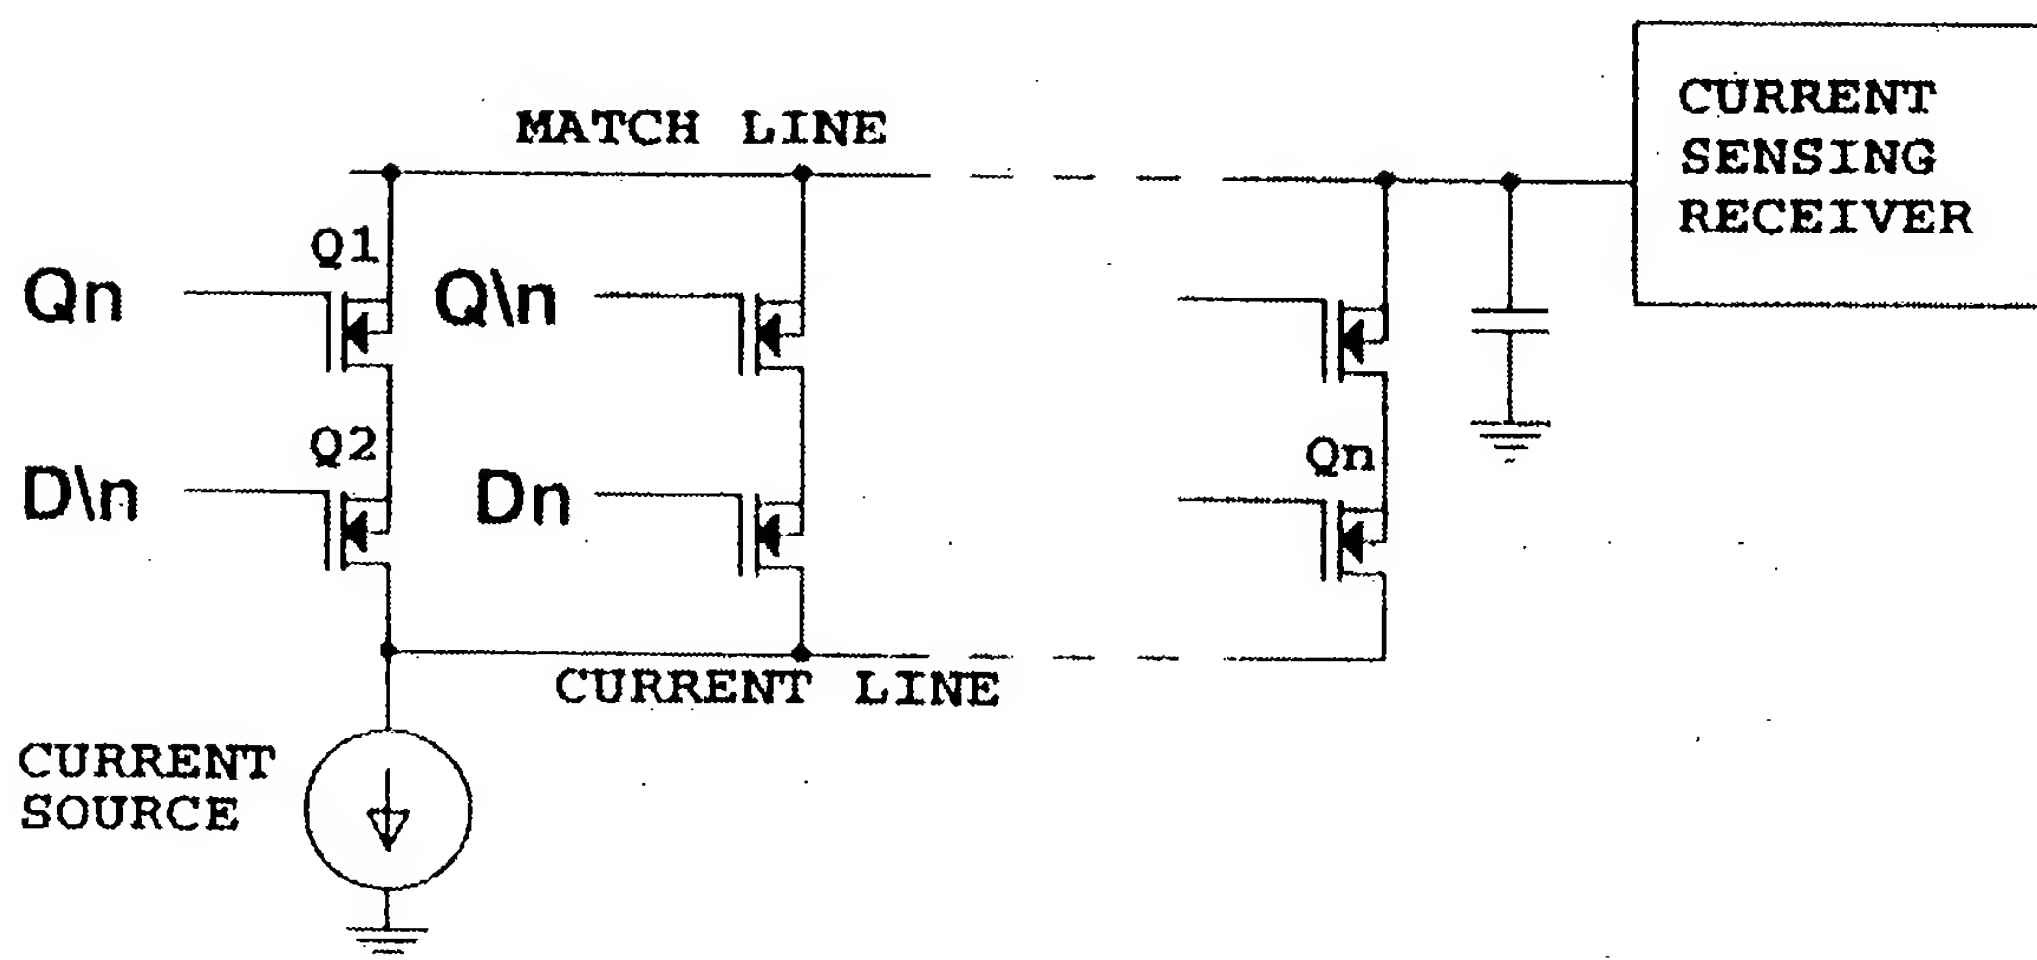 CURRENT
SENSING
RECEIVER
MATCH LINE
Q1
Qn
Q\n
Q2
Qn
D\n
Dn
CURRENT LINE
CURRENT
SOURCE